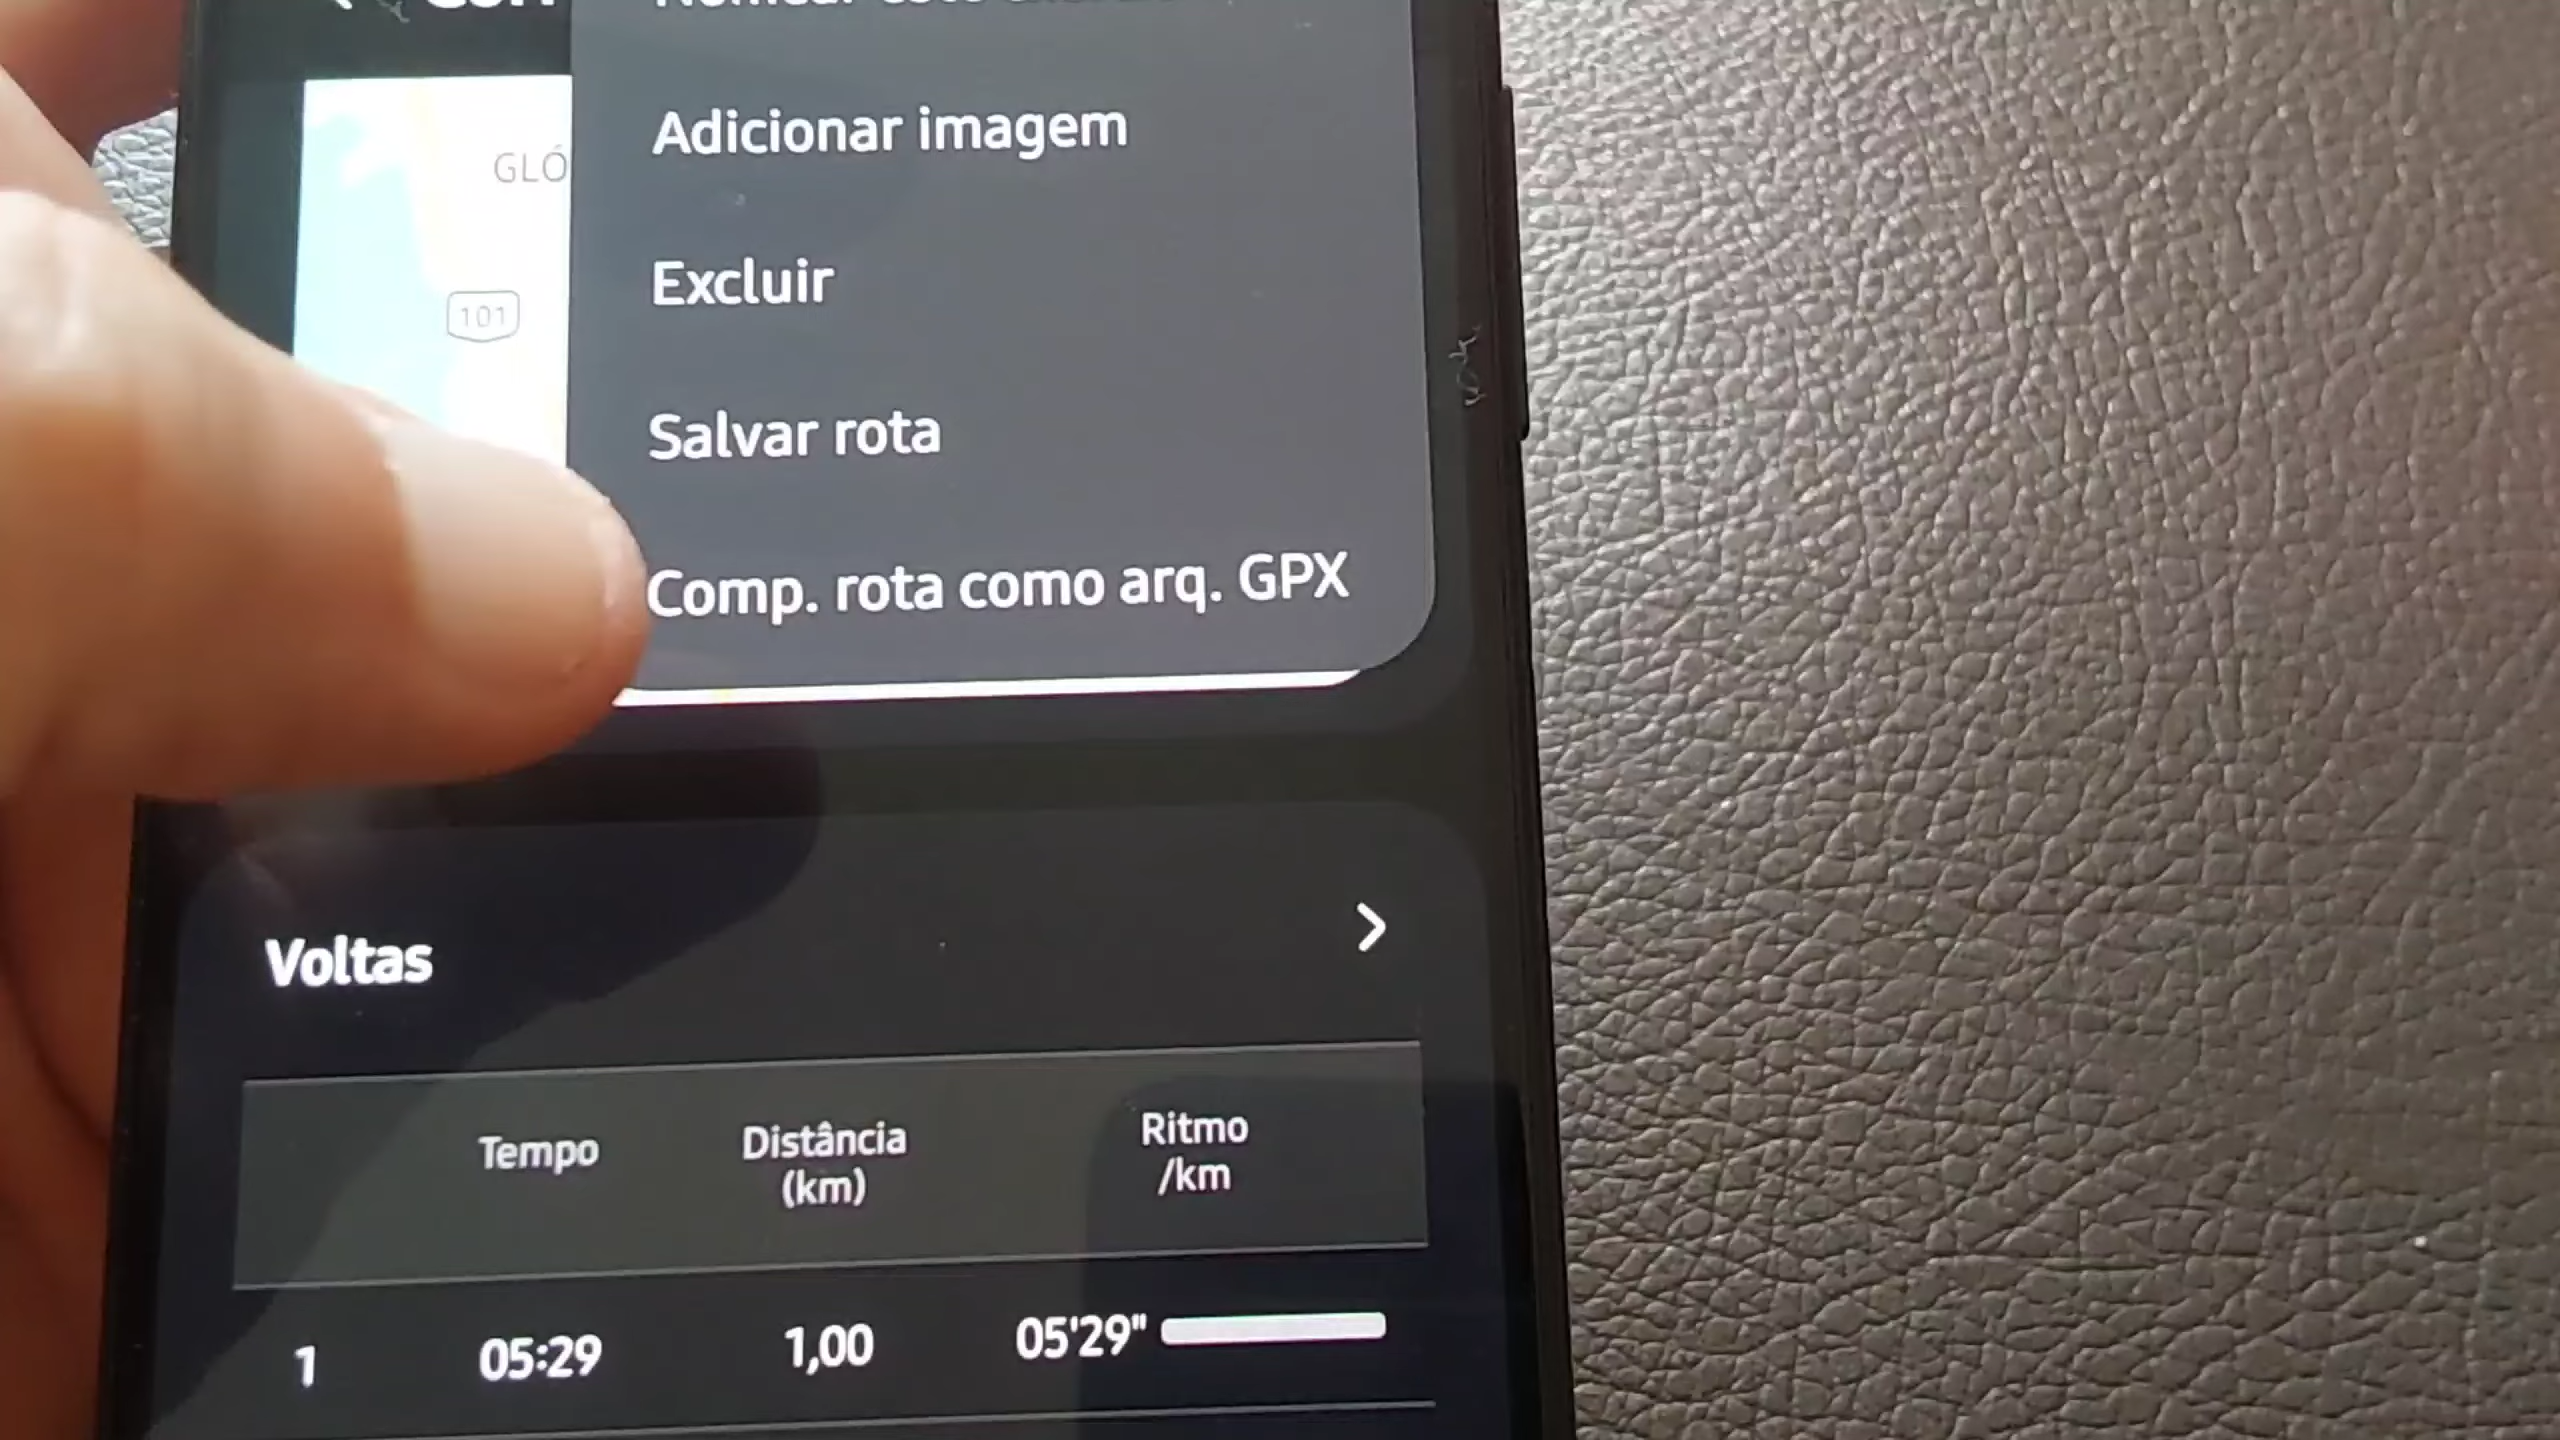 Adicionar imagem
GLÓ
Excluir
101
Salvar rota
Comp. rota como arq. GPX
Voltas
Tempo Distância (km) Ritmo /km
1 05:29 1,00 05'29"